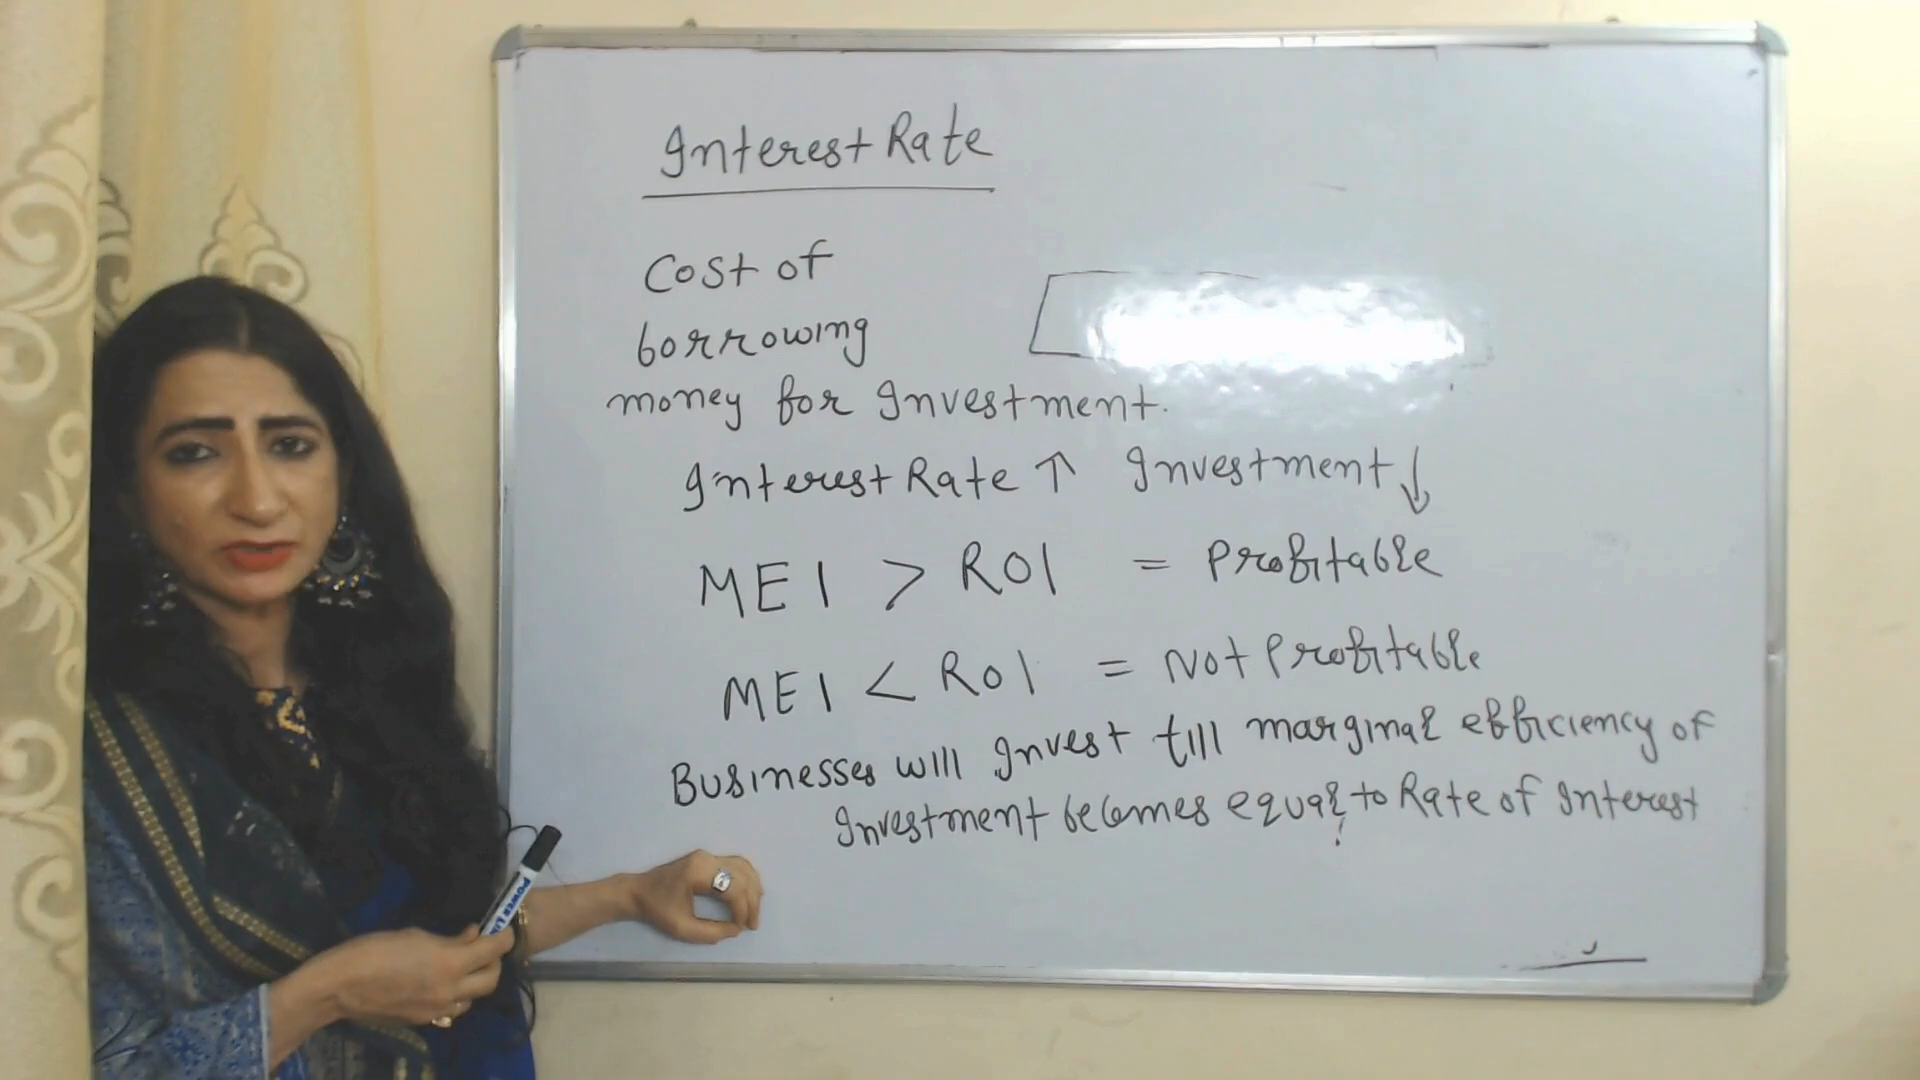 Interest Rate
Cost of
borrowing
money for Investment.
Interest Rate ↑ Investment ↓
MEI > ROI = Profitable
MEI < ROI = Not Profitable
Businesses will Invest till marginal efficiency of
Investment becomes equal to Rate of Interest
POWER